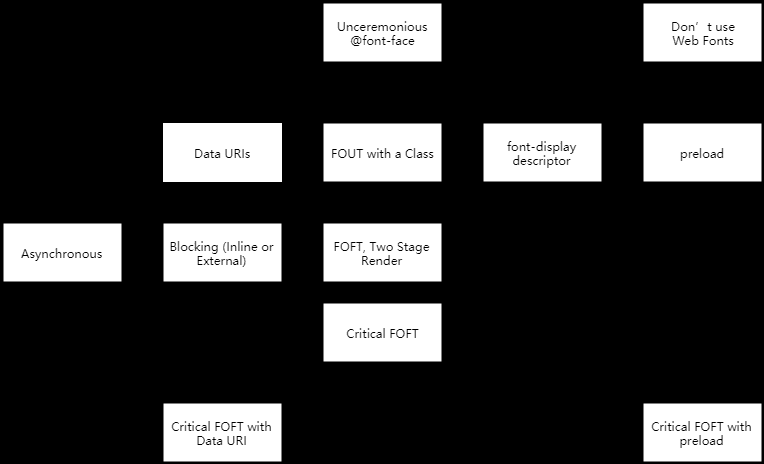 Unceremonious
@font-face
Don’t use
Web Fonts
Data URIs
FOUT with a Class
font-display
descriptor
preload
Asynchronous
Blocking (Inline or
External)
FOFT, Two Stage
Render
Critical FOFT
Critical FOFT with
Data URI
Critical FOFT with
preload